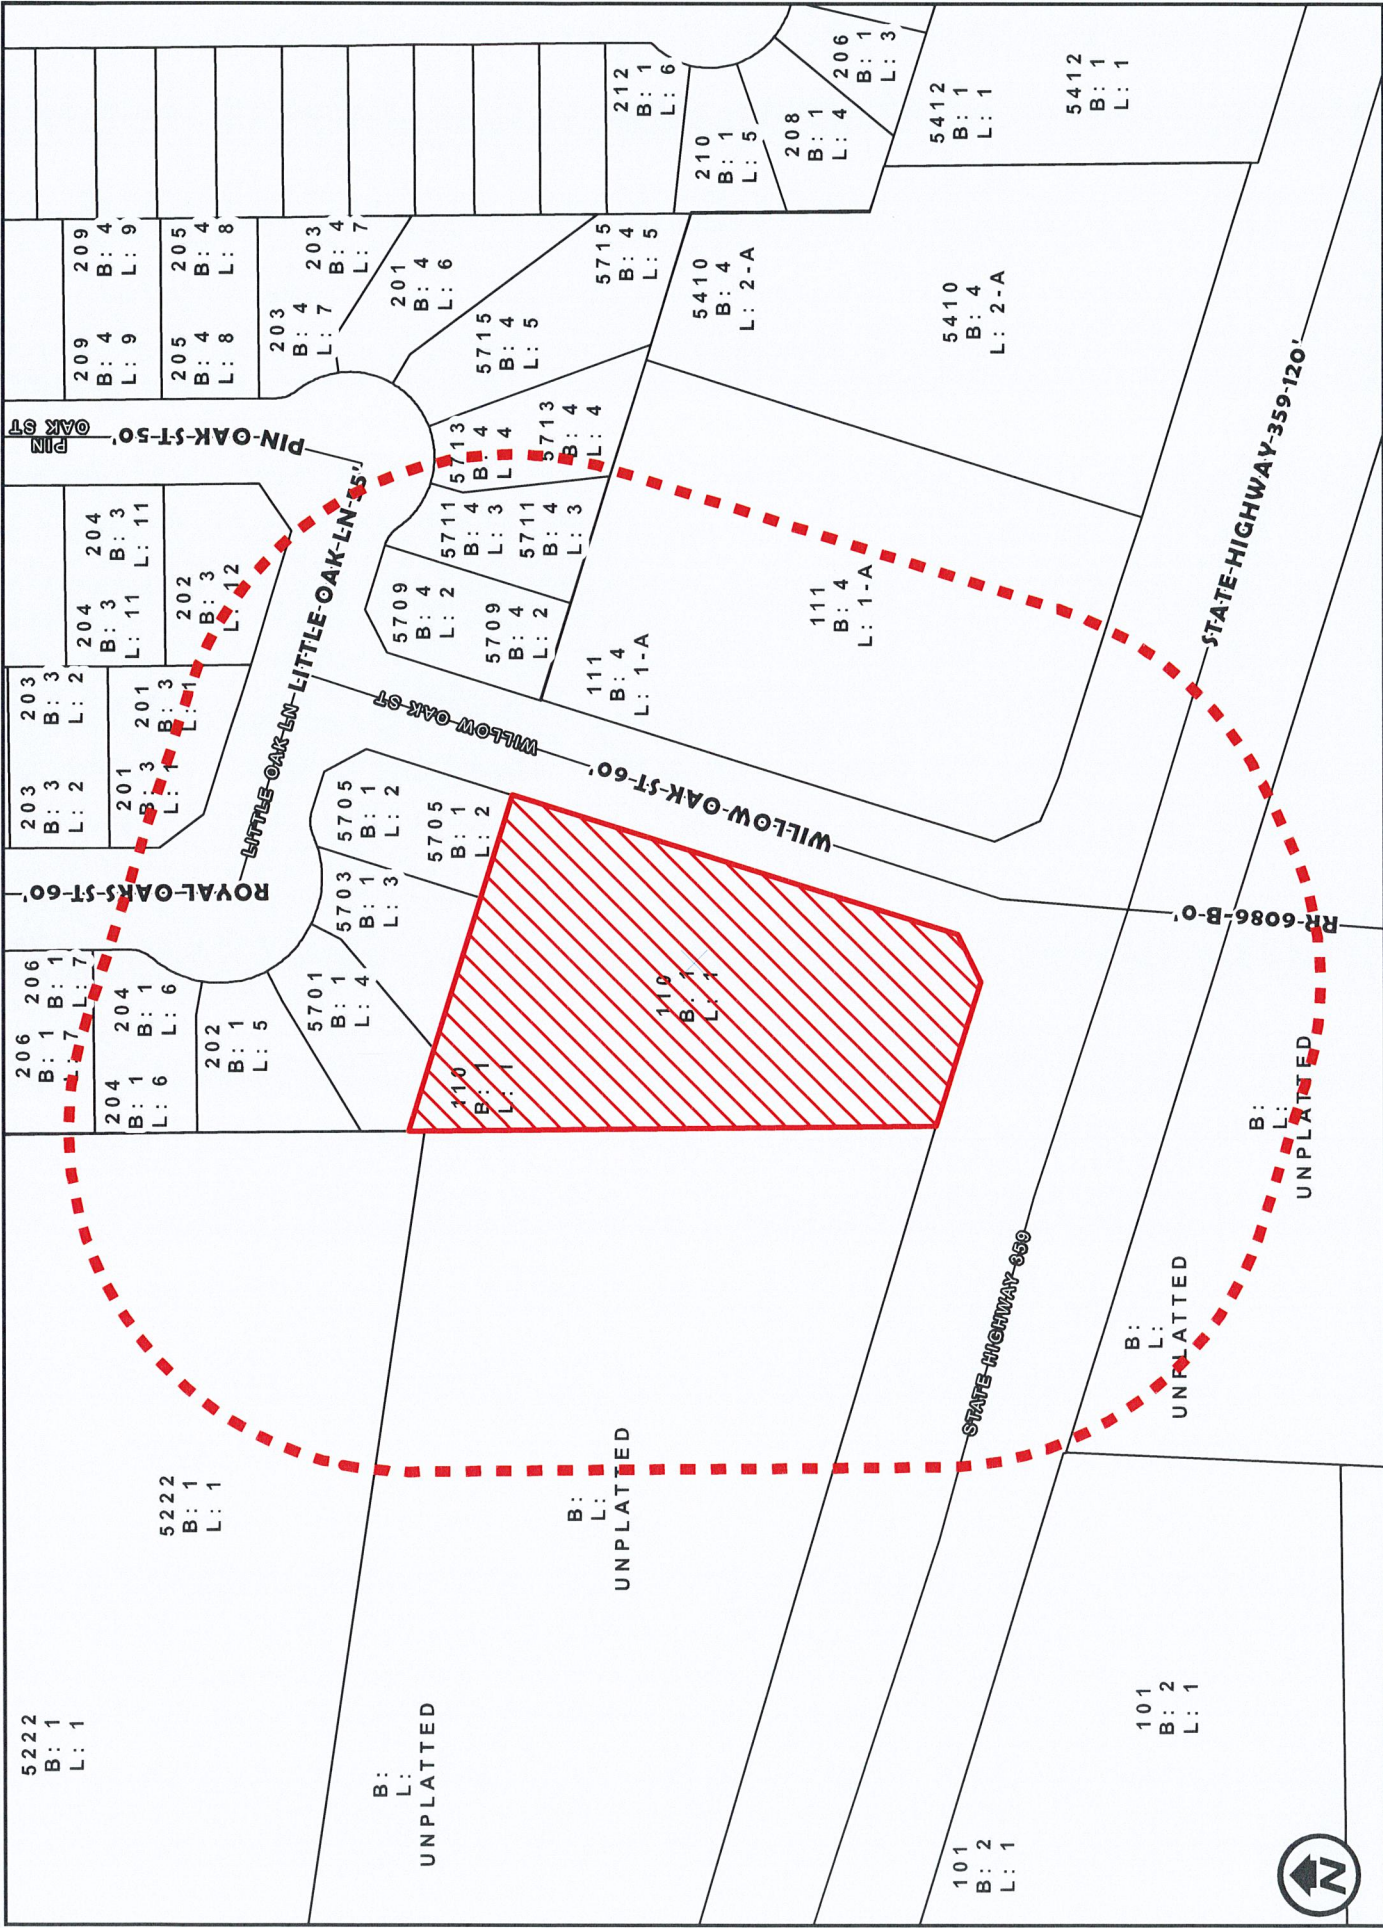 5222
B: 1
L: 1
5222
B: 1
L: 1
206
B: 1
L: 7
206
B: 1
L: 7
204
B: 1
L: 6
204
B: 1
L: 6
202
B: 1
L: 5
5701
B: 1
L: 4
5703
B: 1
L: 3
5705
B: 1
L: 2
5705
B: 1
L: 2
ROYAL OAKS ST 60'
203
B: 3
L: 2
203
B: 3
L: 2
201
B: 3
L: 1
201
B: 3
L: 1
204
B: 3
L: 11
204
B: 3
L: 11
202
B: 3
L: 12
LITTLE OAK LN
LITTLE OAK LN 55'
PIN
OAK ST
PIN OAK ST 50'
209
B: 4
L: 9
209
B: 4
L: 9
205
B: 4
L: 8
205
B: 4
L: 8
203
B: 4
L: 7
203
B: 4
L: 7
201
B: 4
L: 6
5715
B: 4
L: 5
5715
B: 4
L: 5
5713
B: 4
L: 4
5713
B: 4
L: 4
5711
B: 4
L: 3
5711
B: 4
L: 3
5709
B: 4
L: 2
5709
B: 4
L: 2
212
B: 1
L: 6
210
B: 1
L: 5
208
B: 1
L: 4
206
B: 1
L: 3
5412
B: 1
L: 1
5412
B: 1
L: 1
5410
B: 4
L: 2-A
5410
B: 4
L: 2-A
111
B: 4
L: 1-A
111
B: 4
L: 1-A
WILLOW OAK ST
WILLOW OAK ST 60'
110
B: 1
L: 1
110
B: 1
L: 1
B:
L:
UNPLATTED
B:
L:
UNPLATTED
STATE HIGHWAY 359
STATE HIGHWAY 359-120'
RR 6086-B-0'
B:
L:
UNPLATTED
B:
L:
UNPLATTED
101
B: 2
L: 1
101
B: 2
L: 1
N